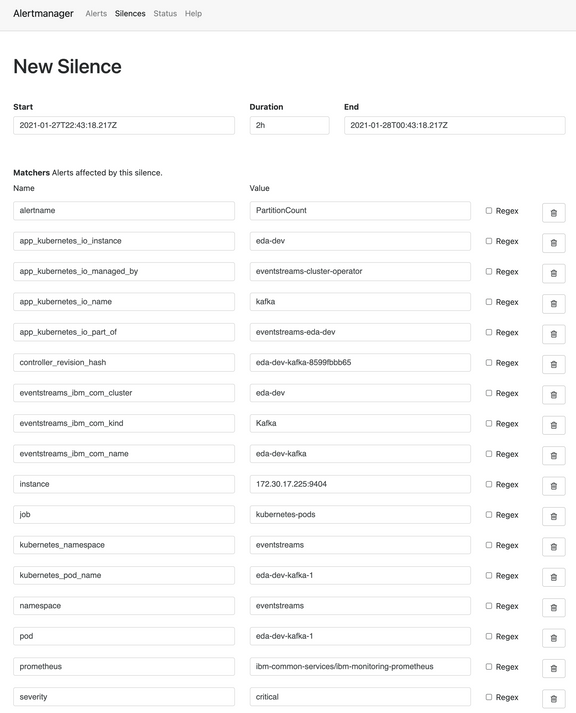 Alertmanager Alerts Silences Status Help
New Silence
Start Duration End
2021-01-27T22:43:18.217Z 2h 2021-01-28T00:43:18.217Z
Matchers Alerts affected by this silence.
Name Value
alertname PartitionCount Regex
app_kubernetes_io_instance eda-dev Regex
app_kubernetes_io_managed_by eventstreams-cluster-operator Regex
app_kubernetes_io_name kafka Regex
app_kubernetes_io_part_of eventstreams-eda-dev Regex
controller_revision_hash eda-dev-kafka-8599fbbb65 Regex
eventstreams_ibm_com_cluster eda-dev Regex
eventstreams_ibm_com_kind Kafka Regex
eventstreams_ibm_com_name eda-dev-kafka Regex
instance 172.30.17.225:9404 Regex
job kubernetes-pods Regex
kubernetes_namespace eventstreams Regex
kubernetes_pod_name eda-dev-kafka-1 Regex
namespace eventstreams Regex
pod eda-dev-kafka-1 Regex
prometheus ibm-common-services/ibm-monitoring-prometheus Regex
severity critical Regex